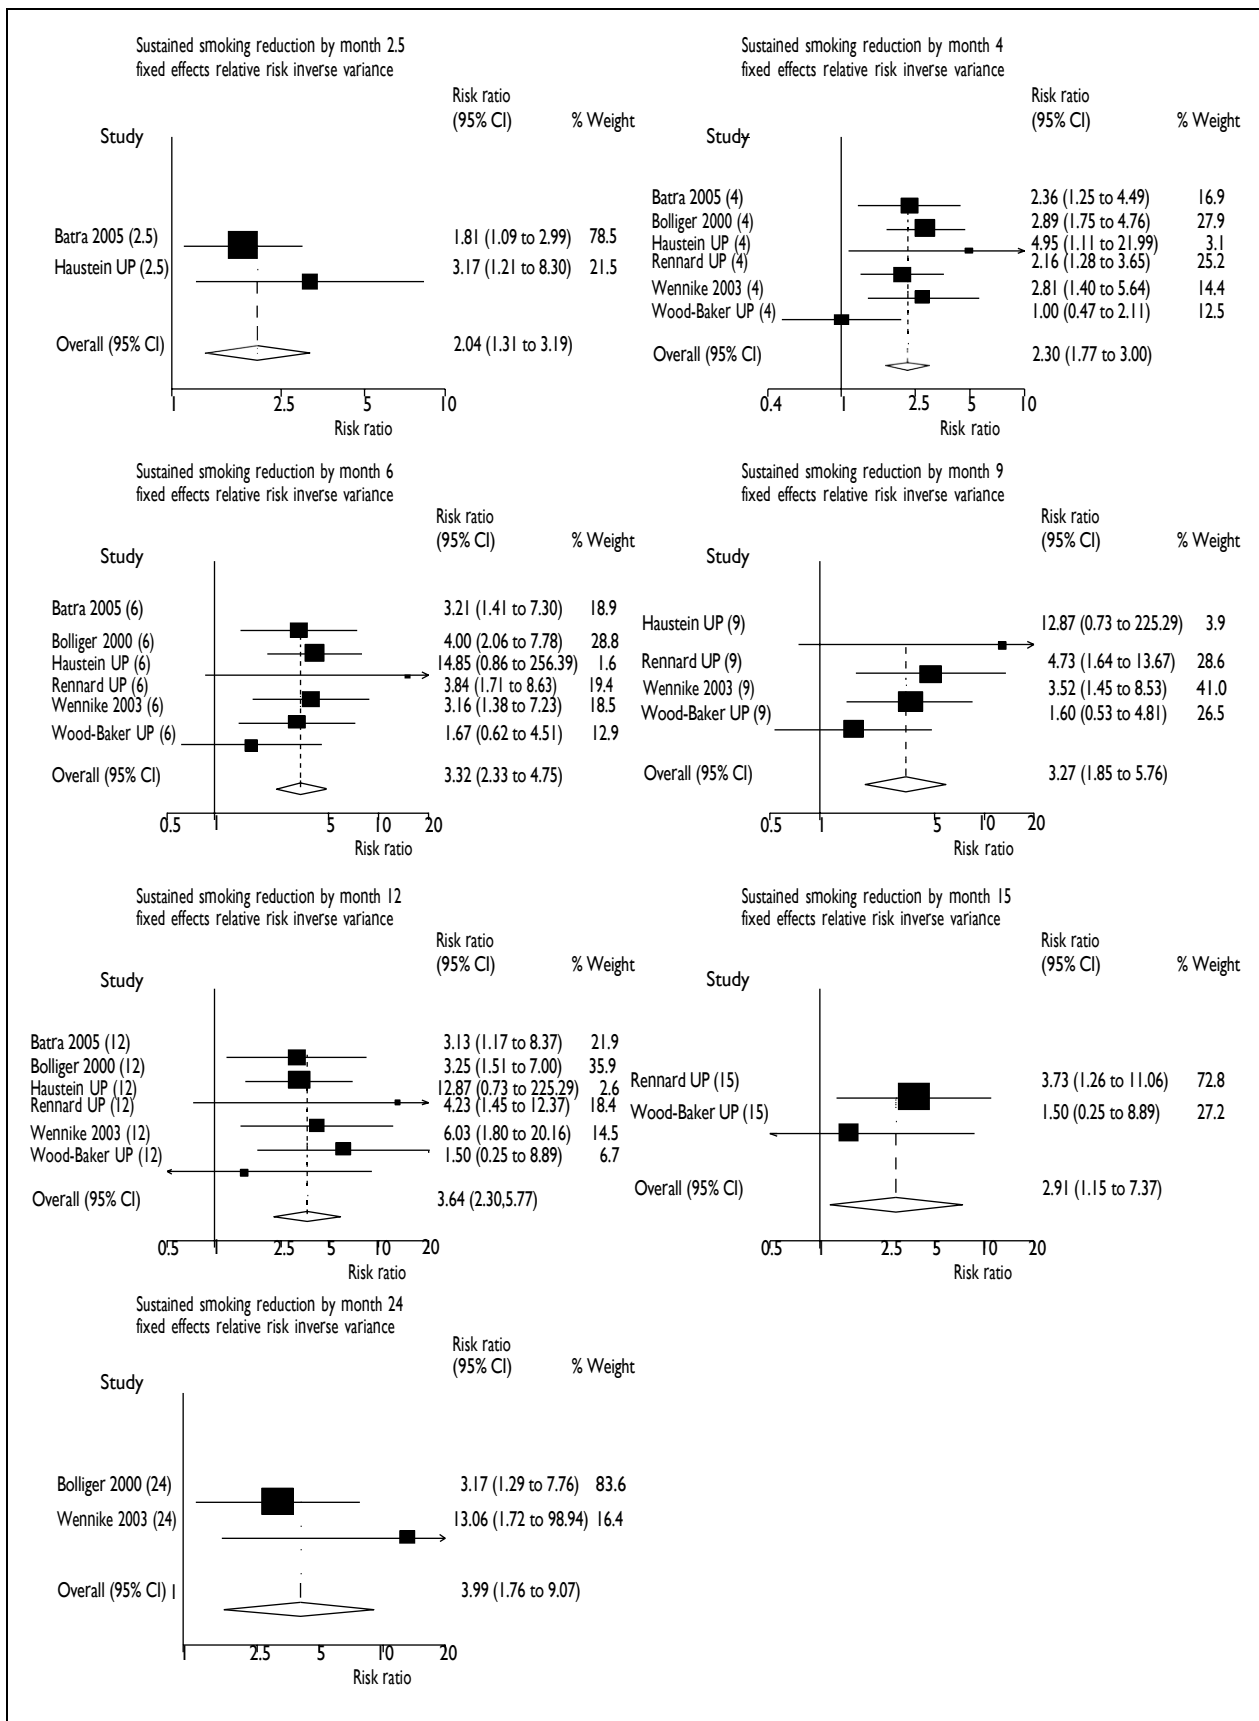 Sustained smoking reduction by month 2.5
fixed effects relative risk inverse variance
Risk ratio
(95% CI) % Weight
Study
Batra 2005 (2.5) 1.81 (1.09 to 2.99) 78.5
Haustein UP (2.5) 3.17 (1.21 to 8.30) 21.5
Overall (95% CI) 2.04 (1.31 to 3.19)
1 2.5 5 10
Risk ratio
Sustained smoking reduction by month 4
fixed effects relative risk inverse variance
Risk ratio
(95% CI) % Weight
Study
Batra 2005 (4) 2.36 (1.25 to 4.49) 16.9
Bolliger 2000 (4) 2.89 (1.75 to 4.76) 27.9
Haustein UP (4) 4.95 (1.11 to 21.99) 3.1
Rennard UP (4) 2.16 (1.28 to 3.65) 25.2
Wennike 2003 (4) 2.81 (1.40 to 5.64) 14.4
Wood-Baker UP (4) 1.00 (0.47 to 2.11) 12.5
Overall (95% CI) 2.30 (1.77 to 3.00)
0.4 1 2.5 5 10
Risk ratio
Sustained smoking reduction by month 6
fixed effects relative risk inverse variance
Risk ratio
(95% CI) % Weight
Study
Batra 2005 (6) 3.21 (1.41 to 7.30) 18.9
Bolliger 2000 (6) 4.00 (2.06 to 7.78) 28.8
Haustein UP (6) 14.85 (0.86 to 256.39) 1.6
Rennard UP (6) 3.84 (1.71 to 8.63) 19.4
Wennike 2003 (6) 3.16 (1.38 to 7.23) 18.5
Wood-Baker UP (6) 1.67 (0.62 to 4.51) 12.9
Overall (95% CI) 3.32 (2.33 to 4.75)
0.5 1 5 10 20
Risk ratio
Sustained smoking reduction by month 9
fixed effects relative risk inverse variance
Risk ratio
(95% CI) % Weight
Study
Haustein UP (9) 12.87 (0.73 to 225.29) 3.9
Rennard UP (9) 4.73 (1.64 to 13.67) 28.6
Wennike 2003 (9) 3.52 (1.45 to 8.53) 41.0
Wood-Baker UP (9) 1.60 (0.53 to 4.81) 26.5
Overall (95% CI) 3.27 (1.85 to 5.76)
0.5 1 5 10 20
Risk ratio
Sustained smoking reduction by month 12
fixed effects relative risk inverse variance
Risk ratio
(95% CI) % Weight
Study
Batra 2005 (12) 3.13 (1.17 to 8.37) 21.9
Bolliger 2000 (12) 3.25 (1.51 to 7.00) 35.9
Haustein UP (12) 12.87 (0.73 to 225.29) 2.6
Rennard UP (12) 4.23 (1.45 to 12.37) 18.4
Wennike 2003 (12) 6.03 (1.80 to 20.16) 14.5
Wood-Baker UP (12) 1.50 (0.25 to 8.89) 6.7
Overall (95% CI) 3.64 (2.30,5.77)
0.5 1 2.5 5 10 20
Risk ratio
Sustained smoking reduction by month 15
fixed effects relative risk inverse variance
Risk ratio
(95% CI) % Weight
Study
Rennard UP (15) 3.73 (1.26 to 11.06) 72.8
Wood-Baker UP (15) 1.50 (0.25 to 8.89) 27.2
Overall (95% CI) 2.91 (1.15 to 7.37)
0.5 1 2.5 5 10 20
Risk ratio
Sustained smoking reduction by month 24
fixed effects relative risk inverse variance
Risk ratio
(95% CI) % Weight
Study
Bolliger 2000 (24) 3.17 (1.29 to 7.76) 83.6
Wennike 2003 (24) 13.06 (1.72 to 98.94) 16.4
Overall (95% CI) 1 3.99 (1.76 to 9.07)
1 2.5 5 10 20
Risk ratio